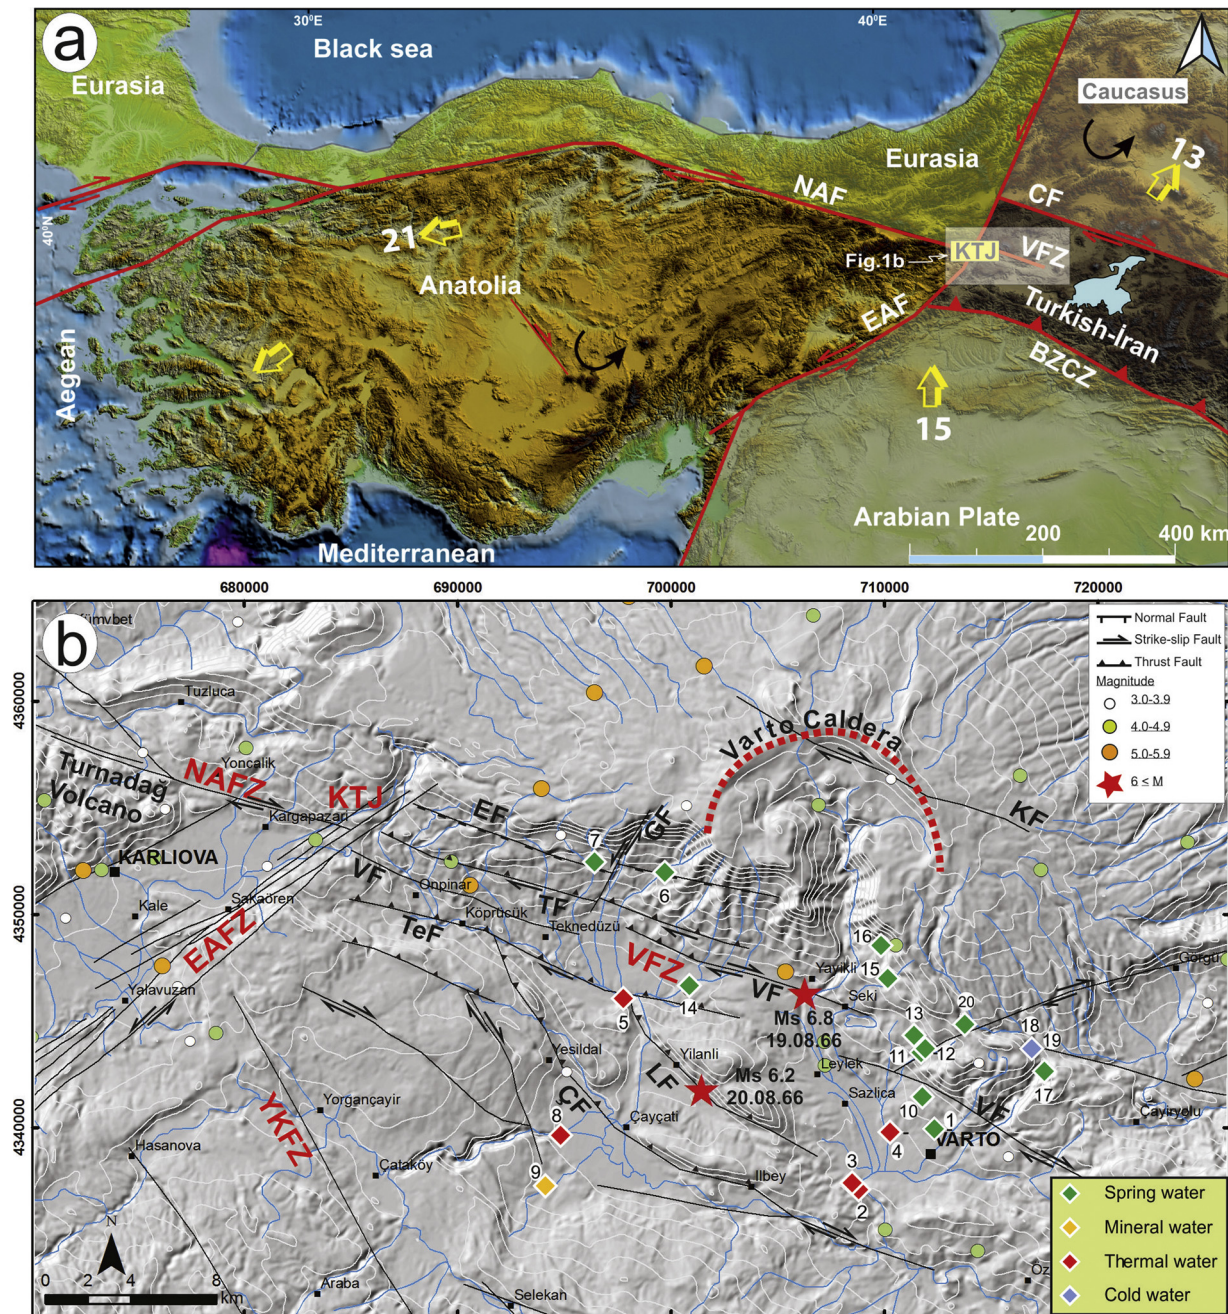 a
30°E
40°E
Black sea
Eurasia
Caucasus
13
Eurasia
NAF
CF
40°N
21
KTJ
VFZ
Fig.1b
Anatolia
EAF
Turkish-İran
BZCZ
Aegean
15
Arabian Plate
Mediterranean
200
400 km
680000
690000
700000
710000
720000
b
Normal Fault
Strike-slip Fault
Thrust Fault
Magnitude
3.0-3.9
4.0-4.9
5.0-5.9
6 ≤ M
Tuzluca
4360000
Varto Caldera
Yoncalik
Turnadağ
Volcano
NAFZ
KTJ
Kargapazari
KF
EF
GF
7
KARLIOVA
VF
6
Onpinar
TF
Kale
Sakaören
4350000
Köprücük
TeF
Teknedüzü
EAFZ
VFZ
16
Yayikli
15
Görgü
Yalavuzan
14
VF
Seki
5
Ms 6.8
19.08.66
20
13
18
19
12
11
Yesildal
Yilanli
Leylek
LF
Ms 6.2
20.08.66
17
YKFZ
Yorgançayir
ÇF
Sazlica
10
VF
Çayiryolu
Çayçati
1
4340000
8
4
VARTO
Hasanova
Çataköy
9
Ilbey
3
2
N
Spring water
Mineral water
Thermal water
Cold water
Öz
0 2 4 8
km
Araba
Selekan